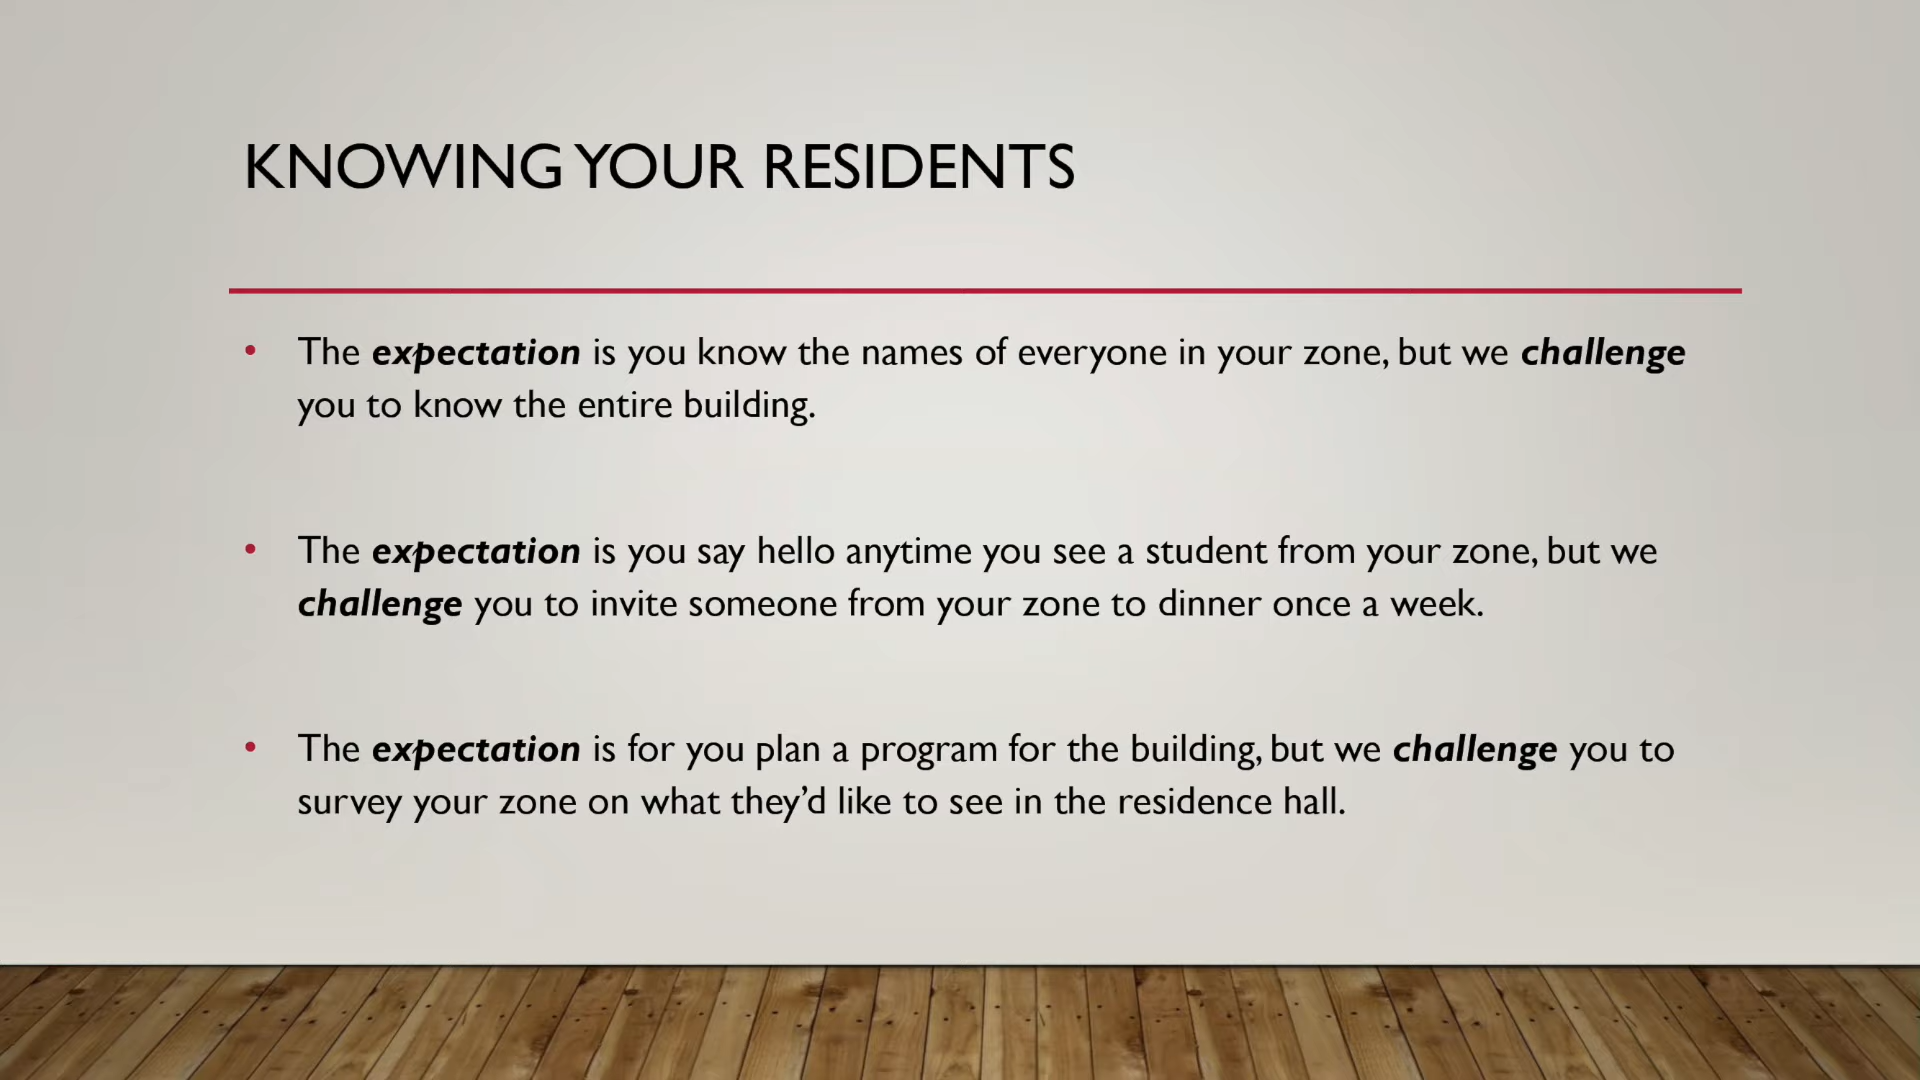 KNOWING YOUR RESIDENTS
• The expectation is you know the names of everyone in your zone, but we challenge
you to know the entire building.
• The expectation is you say hello anytime you see a student from your zone, but we
challenge you to invite someone from your zone to dinner once a week.
• The expectation is for you plan a program for the building, but we challenge you to
survey your zone on what they’d like to see in the residence hall.